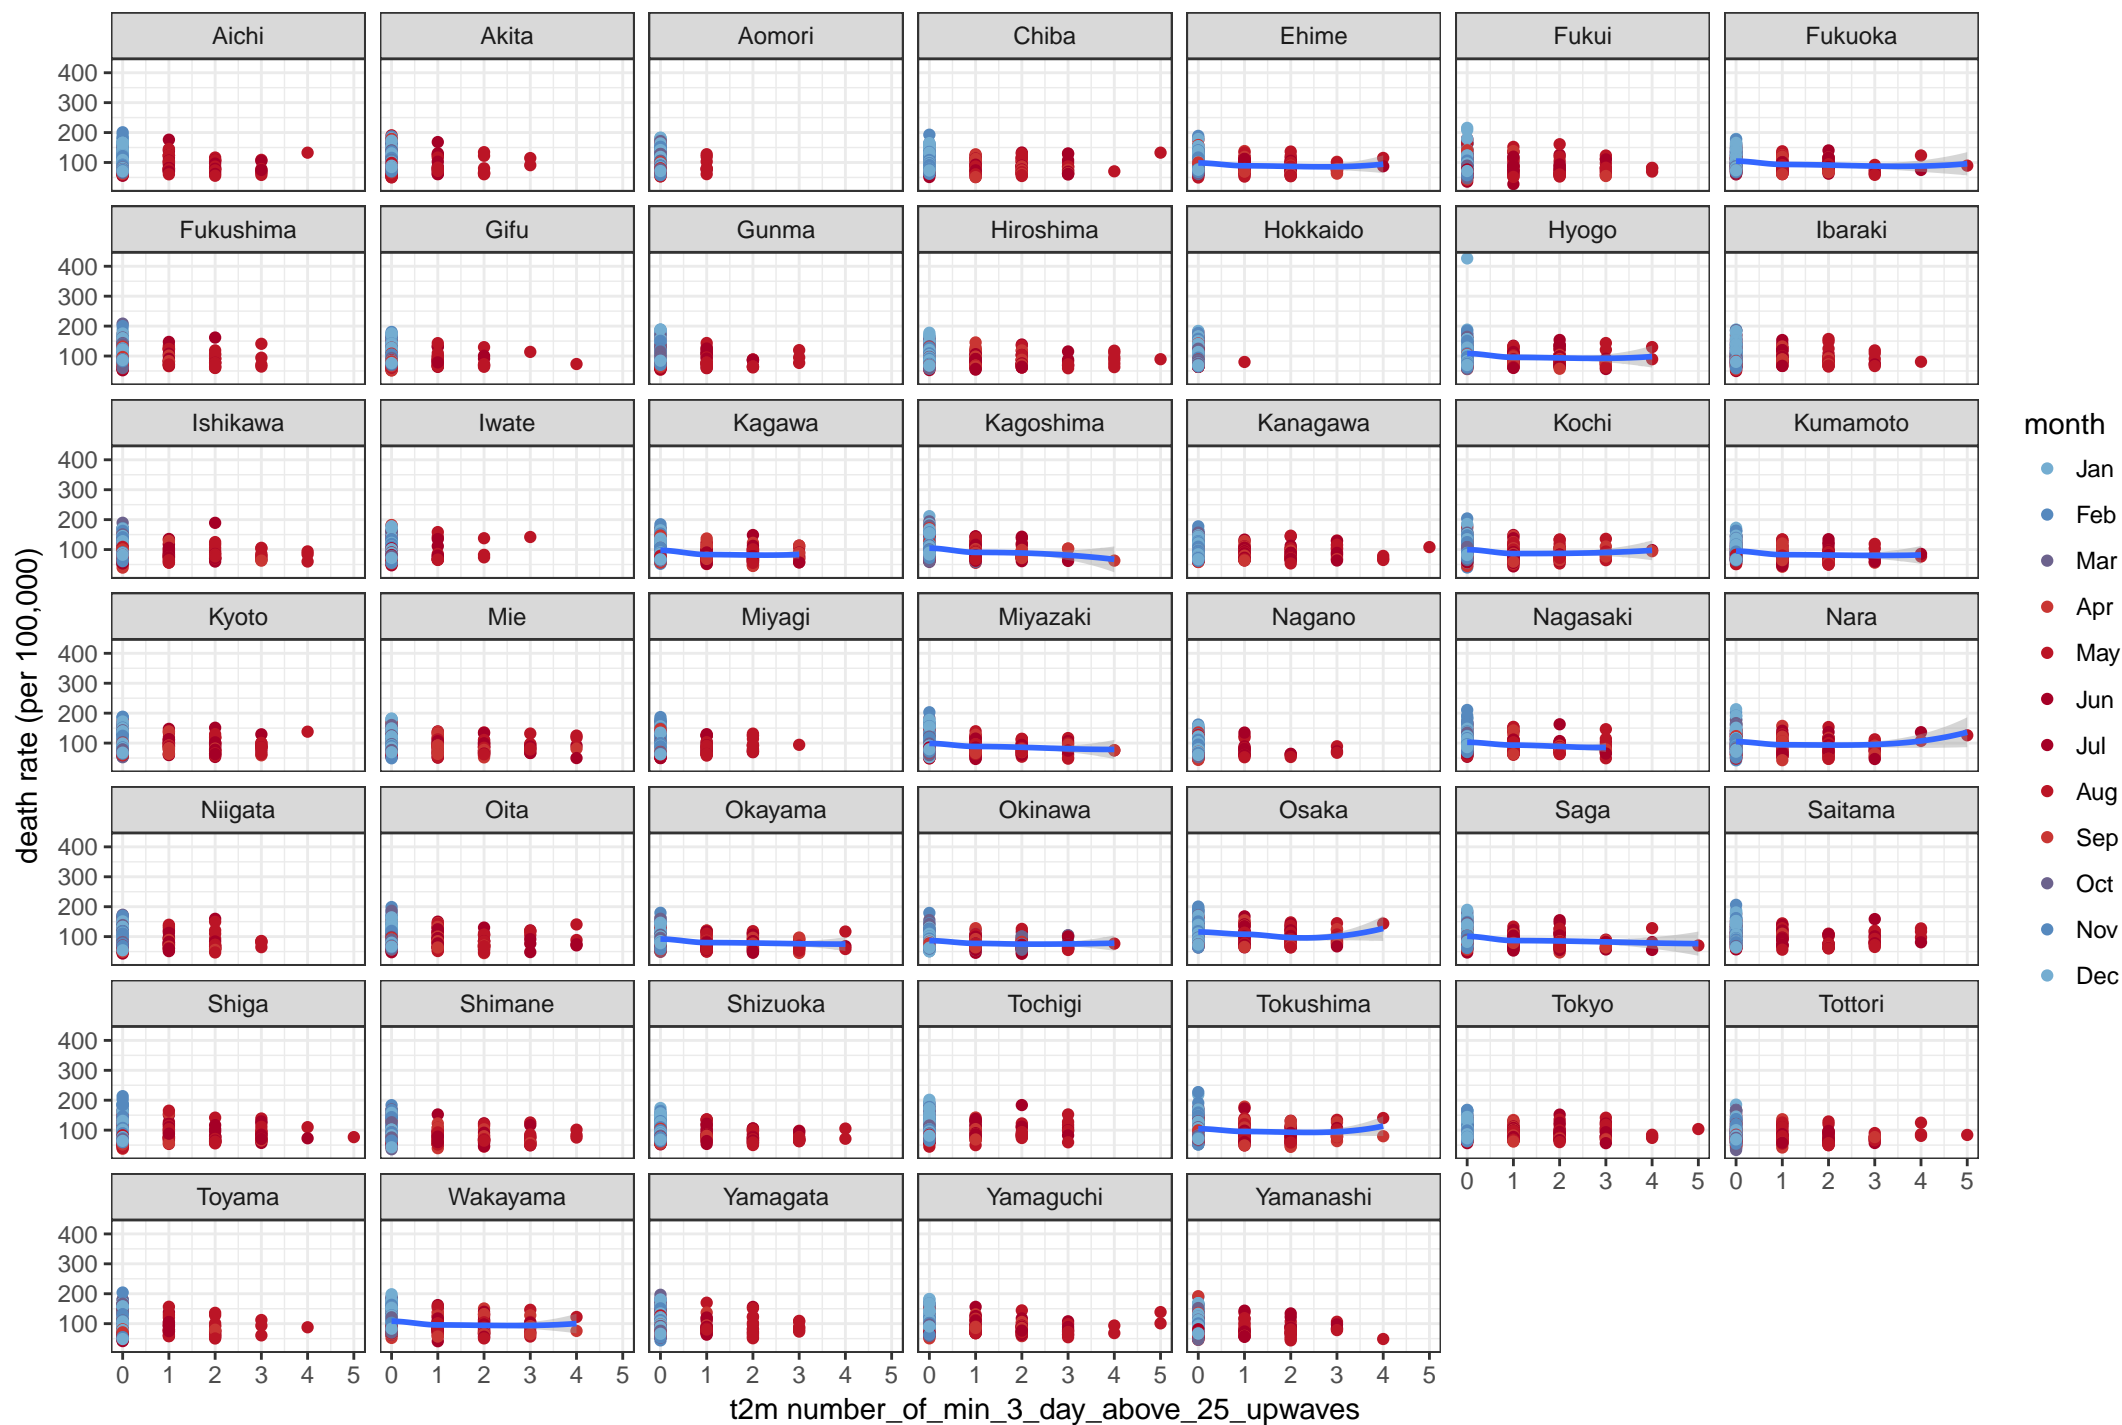 Aichi Akita Aomori Chiba Ehime Fukui Fukuoka
400
300
200
100
Fukushima Gifu Gunma Hiroshima Hokkaido Hyogo Ibaraki
400
300
200
100
Ishikawa Iwate Kagawa Kagoshima Kanagawa Kochi Kumamoto
400
300
200
100
Kyoto Mie Miyagi Miyazaki Nagano Nagasaki Nara
400
300
200
100
Niigata Oita Okayama Okinawa Osaka Saga Saitama
400
300
200
100
Shiga Shimane Shizuoka Tochigi Tokushima Tokyo Tottori
400
300
200
100
0 1 2 3 4 5 0 1 2 3 4 5
Toyama Wakayama Yamagata Yamaguchi Yamanashi
400
300
200
100
0 1 2 3 4 5 0 1 2 3 4 5 0 1 2 3 4 5 0 1 2 3 4 5 0 1 2 3 4 5
t2m number_of_min_3_day_above_25_upwaves
death rate (per 100,000)
month
Jan
Feb
Mar
Apr
May
Jun
Jul
Aug
Sep
Oct
Nov
Dec